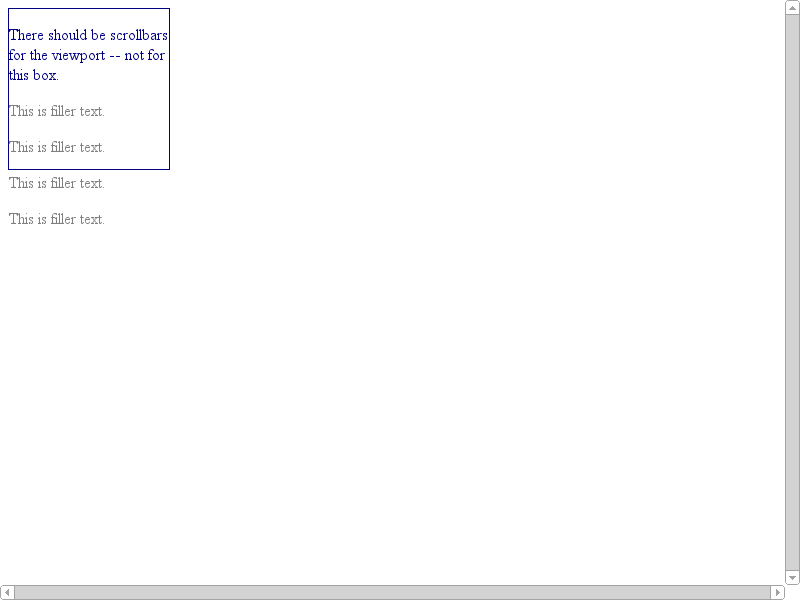 There should be scrollbars
for the viewport -- not for
this box.
This is filler text.
This is filler text.
This is filler text.
This is filler text.